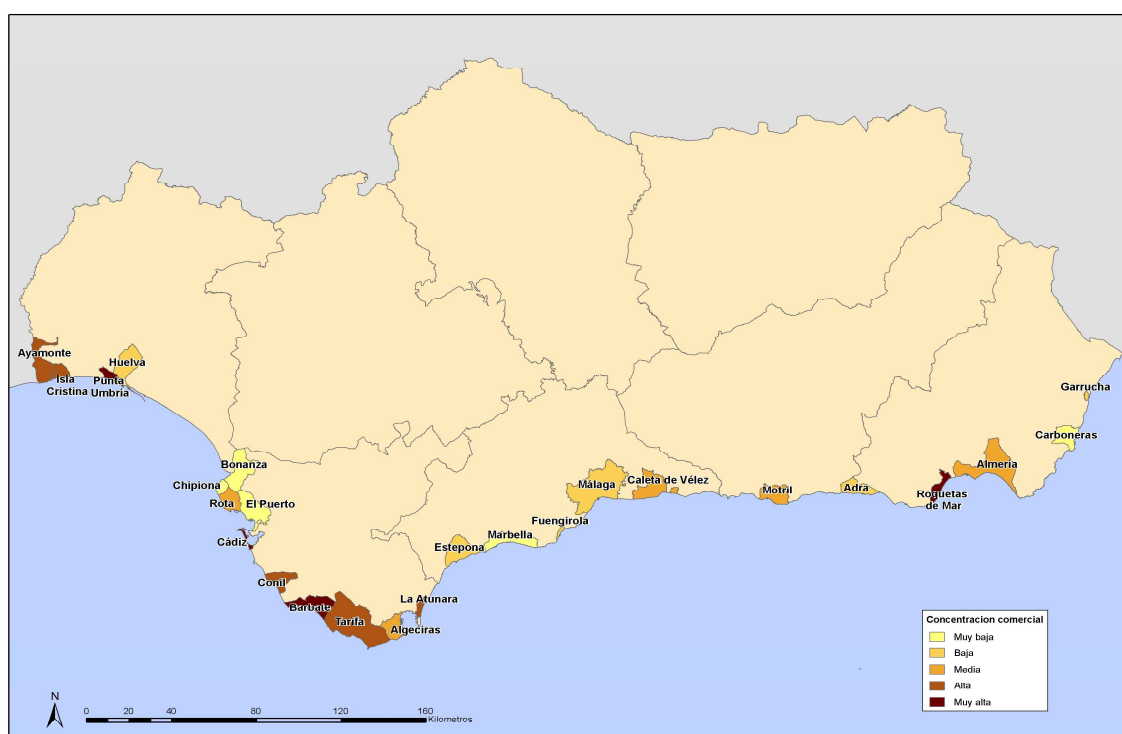 Ayamonte
Isla
Cristina
Punta
Umbría
Huelva
Bonanza
Chipiona
Rota
El Puerto
Cádiz
Conil
Barbate
Tarifa
Algeciras
La Atunara
Estepona
Marbella
Fuengirola
Málaga
Caleta de Vélez
Motril
Adra
Roquetas
de Mar
Almería
Carboneras
Garrucha
Concentracion comercial
Muy baja
Baja
Media
Alta
Muy alta
N
0 20 40 80 120 160
Kilometros